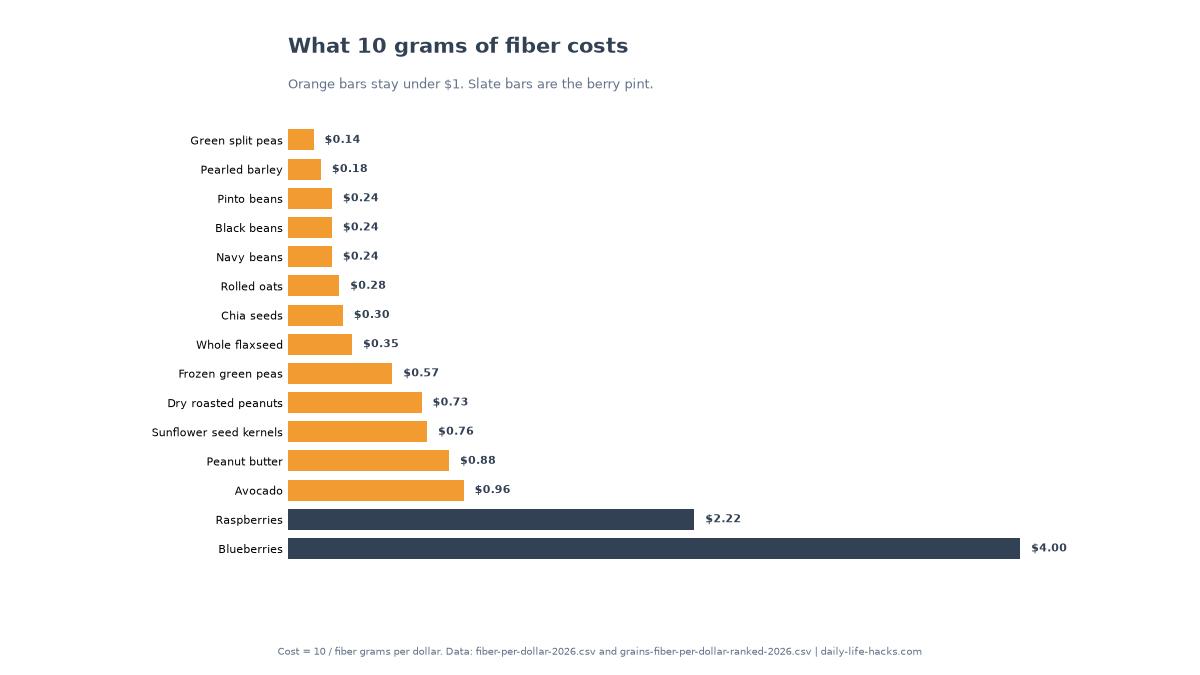 What 10 grams of fiber costs
Orange bars stay under $1. Slate bars are the berry pint.
Green split peas $0.14
Pearled barley $0.18
Pinto beans $0.24
Black beans $0.24
Navy beans $0.24
Rolled oats $0.28
Chia seeds $0.30
Whole flaxseed $0.35
Frozen green peas $0.57
Dry roasted peanuts $0.73
Sunflower seed kernels $0.76
Peanut butter $0.88
Avocado $0.96
Raspberries $2.22
Blueberries $4.00
Cost = 10 / fiber grams per dollar. Data: fiber-per-dollar-2026.csv and grains-fiber-per-dollar-ranked-2026.csv | daily-life-hacks.com